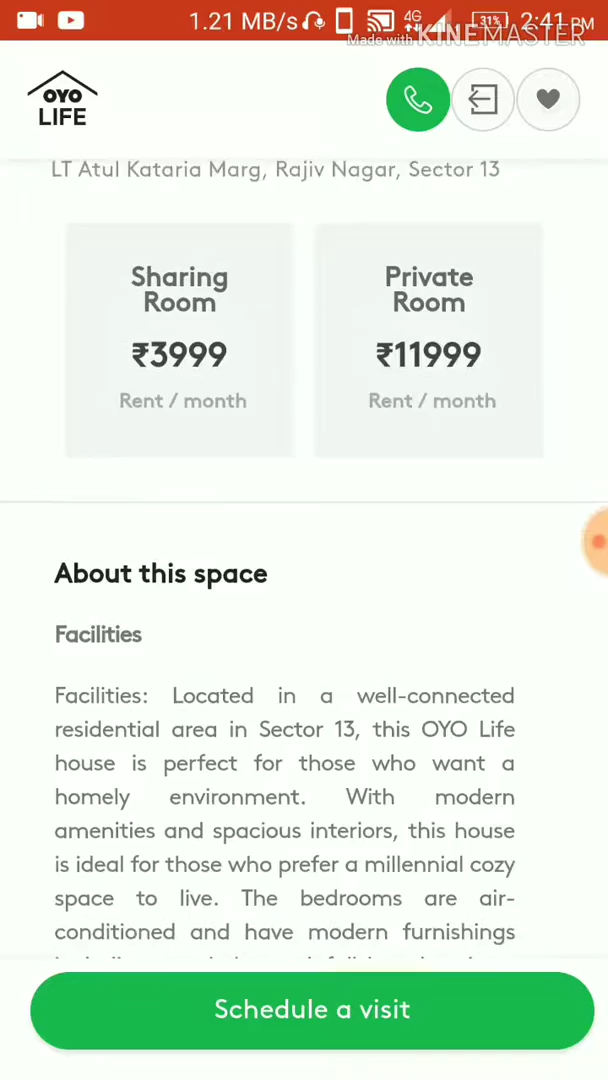 1.21 MB/s 4G 31% 2:41 PM
Made with KINEMASTER
OYO
LIFE
LT Atul Kataria Marg, Rajiv Nagar, Sector 13
Sharing Room
₹3999
Rent / month
Private Room
₹11999
Rent / month
About this space
Facilities
Facilities: Located in a well-connected
residential area in Sector 13, this OYO Life
house is perfect for those who want a
homely environment. With modern
amenities and spacious interiors, this house
is ideal for those who prefer a millennial cozy
space to live. The bedrooms are air-
conditioned and have modern furnishings
Schedule a visit